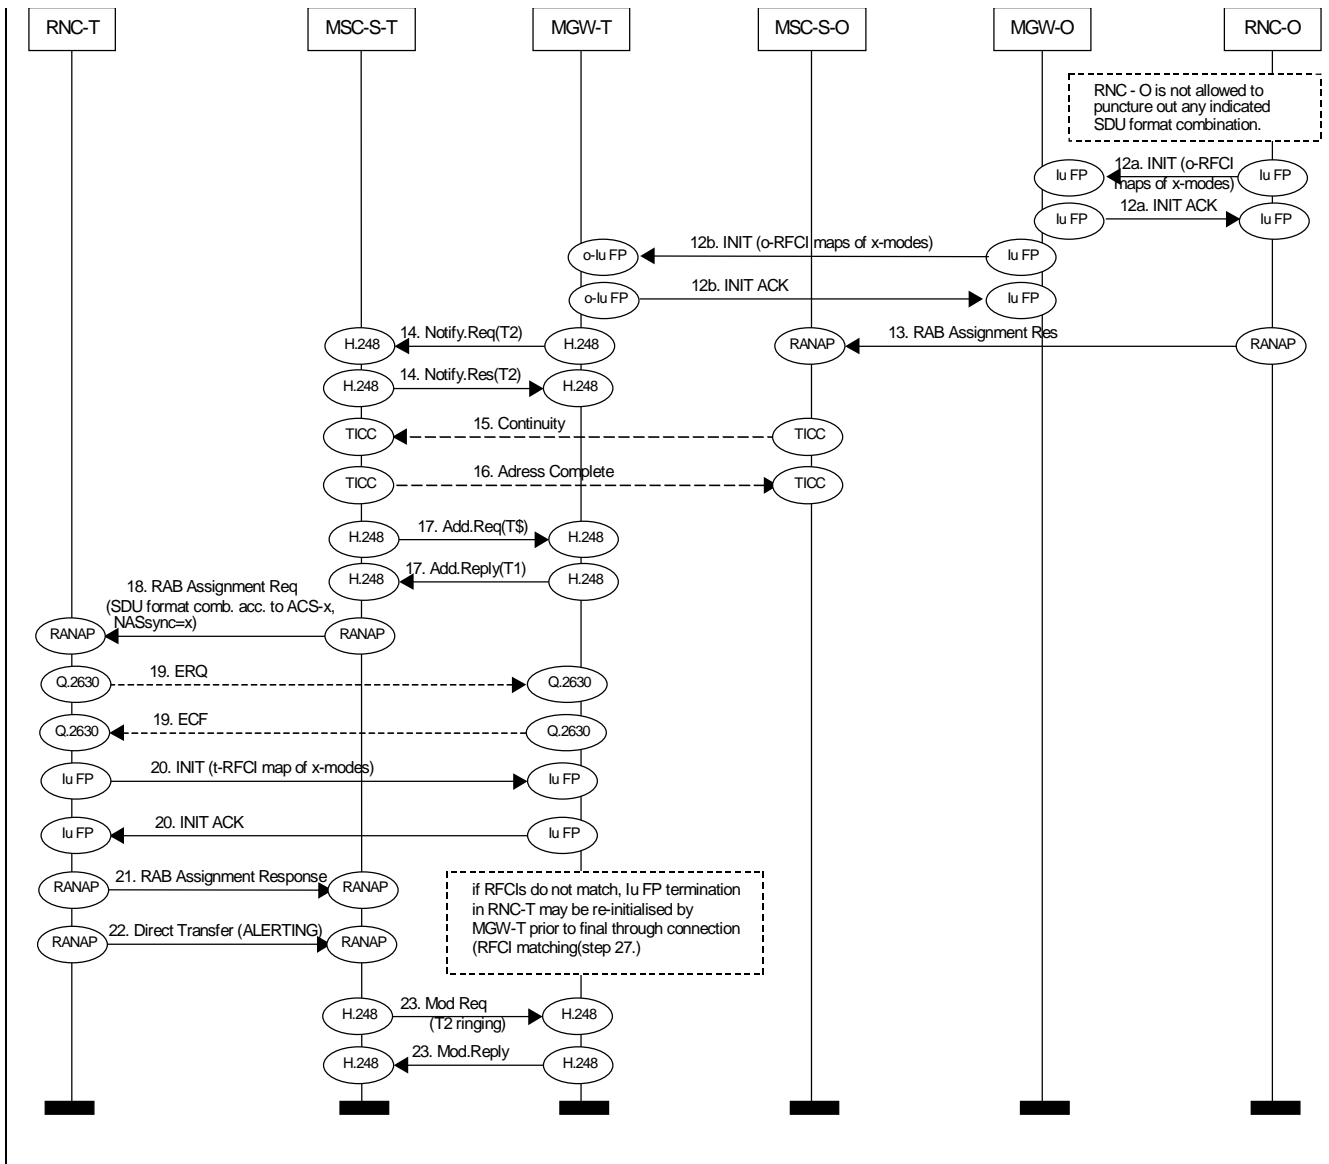 RNC-T
MSC-S-T
MGW-T
MSC-S-O
MGW-O
RNC-O
RNC - O is not allowed to
puncture out any indicated
SDU format combination.
Iu FP
12a. INIT (o-RFCI
maps of x-modes)
Iu FP
Iu FP
12a. INIT ACK
Iu FP
o-Iu FP
12b. INIT (o-RFCI maps of x-modes)
Iu FP
o-Iu FP
12b. INIT ACK
Iu FP
H.248
14. Notify.Req(T2)
H.248
RANAP
13. RAB Assignment Res
RANAP
H.248
14. Notify.Res(T2)
H.248
TICC
15. Continuity
TICC
TICC
16. Adress Complete
TICC
H.248
17. Add.Req(T$)
H.248
H.248
17. Add.Reply(T1)
H.248
18. RAB Assignment Req
(SDU format comb. acc. to ACS-x,
NASsync=x)
RANAP
RANAP
Q.2630
19. ERQ
Q.2630
Q.2630
19. ECF
Q.2630
Iu FP
20. INIT (t-RFCI map of x-modes)
Iu FP
Iu FP
20. INIT ACK
Iu FP
RANAP
21. RAB Assignment Response
RANAP
RANAP
22. Direct Transfer (ALERTING)
RANAP
if RFCIs do not match, Iu FP termination
in RNC-T may be re-initialised by
MGW-T prior to final through connection
(RFCI matching(step 27.)
H.248
23. Mod Req
(T2 ringing)
H.248
H.248
23. Mod.Reply
H.248